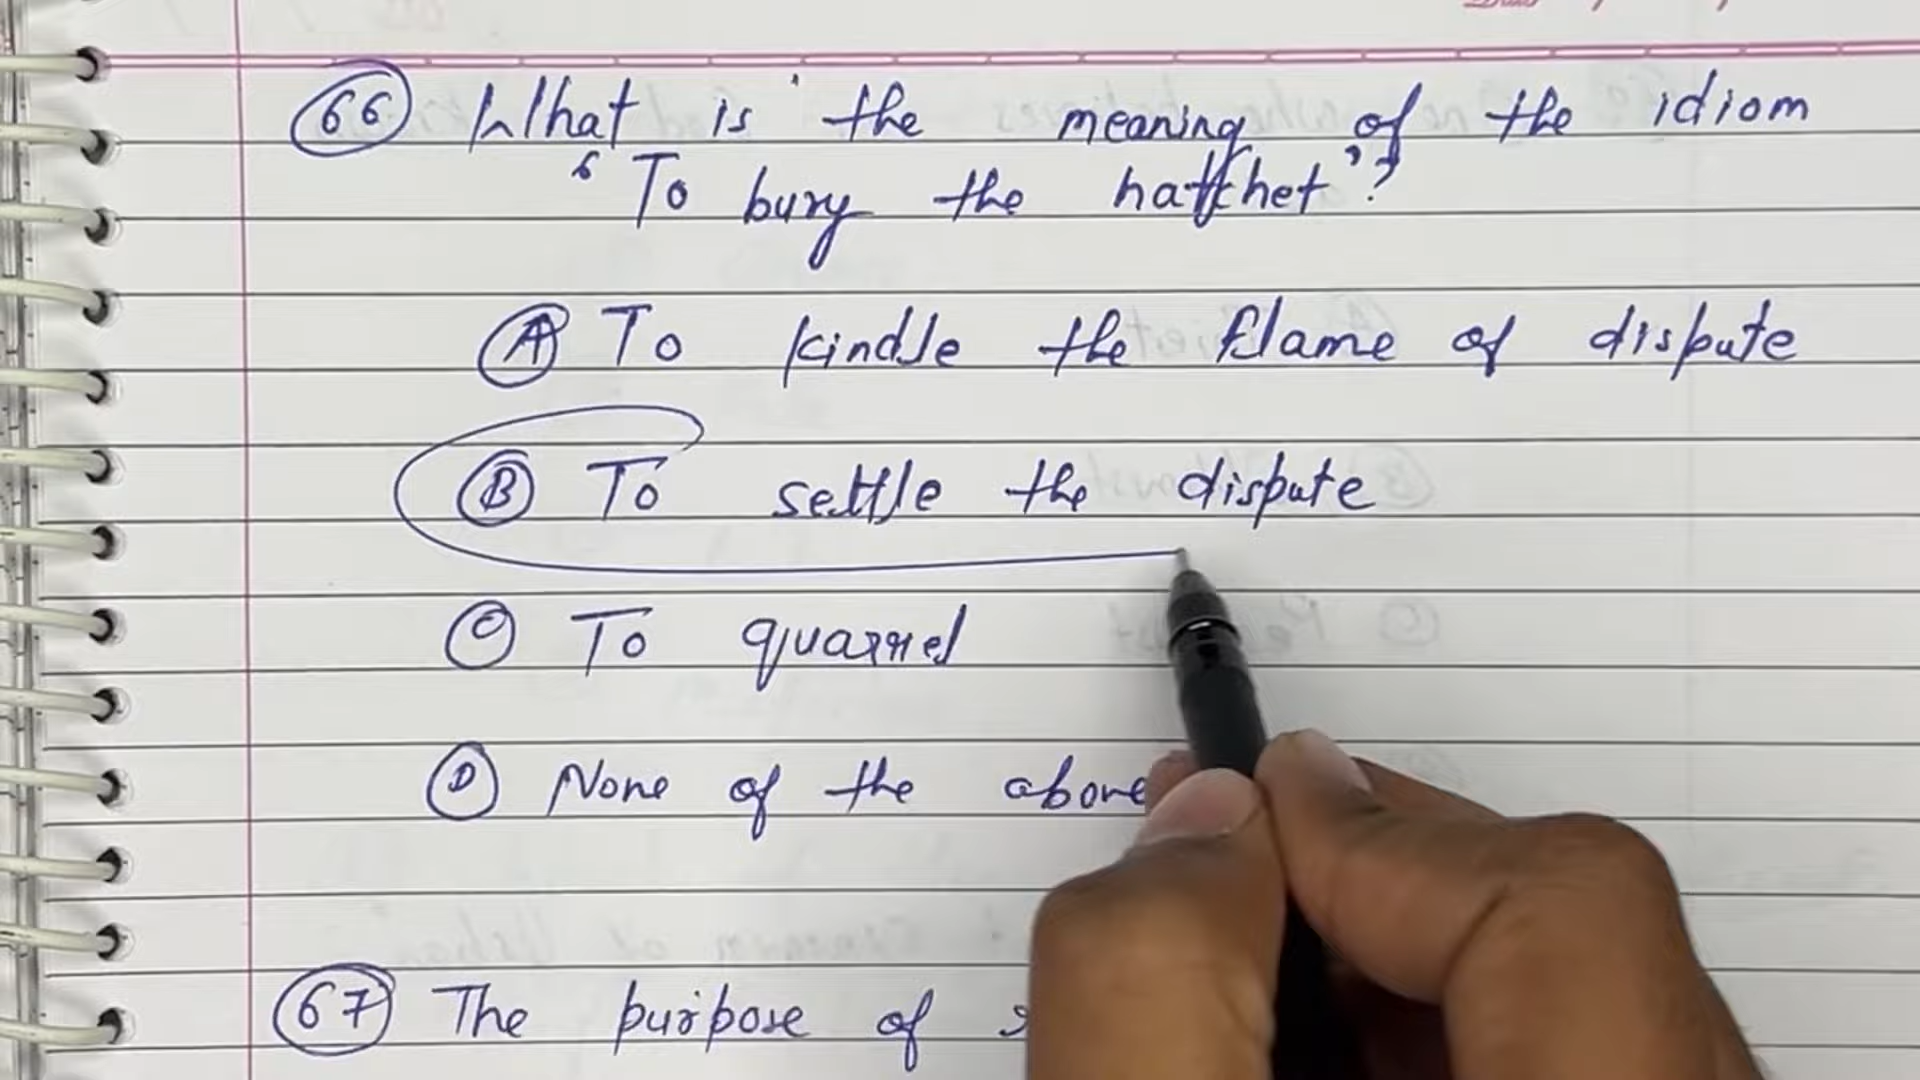 66 What is the meaning of the idiom
'To bury the hatchet'?
A To kindle the flame of dispute
B To settle the dispute
C To quarrel
D None of the above
67 The purpose of